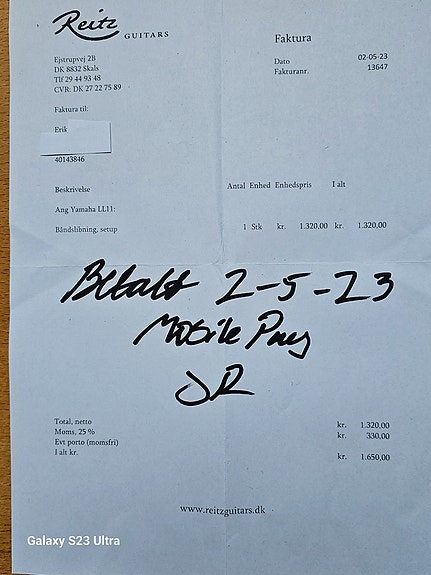 Reitz GUITARS
Faktura
Ejstrupvej 2B
DK 8832 Skals
Tlf 29 44 93 48
CVR: DK 27 22 75 89
Dato 02-05-23
Fakturanr. 13647
Faktura til:
Erik
40143846
Beskrivelse Antal Enhed Enhedspris I alt
Ang Yamaha LL11:
Båndslibning, setup 1 Stk kr. 1.320,00 kr. 1.320,00
Betalt 2-5-23
Mobile Pay
JR
Total, netto kr. 1.320,00
Moms, 25 % kr. 330,00
Evt porto (momsfri)
I alt kr. kr. 1.650,00
www.reitzguitars.dk
Galaxy S23 Ultra